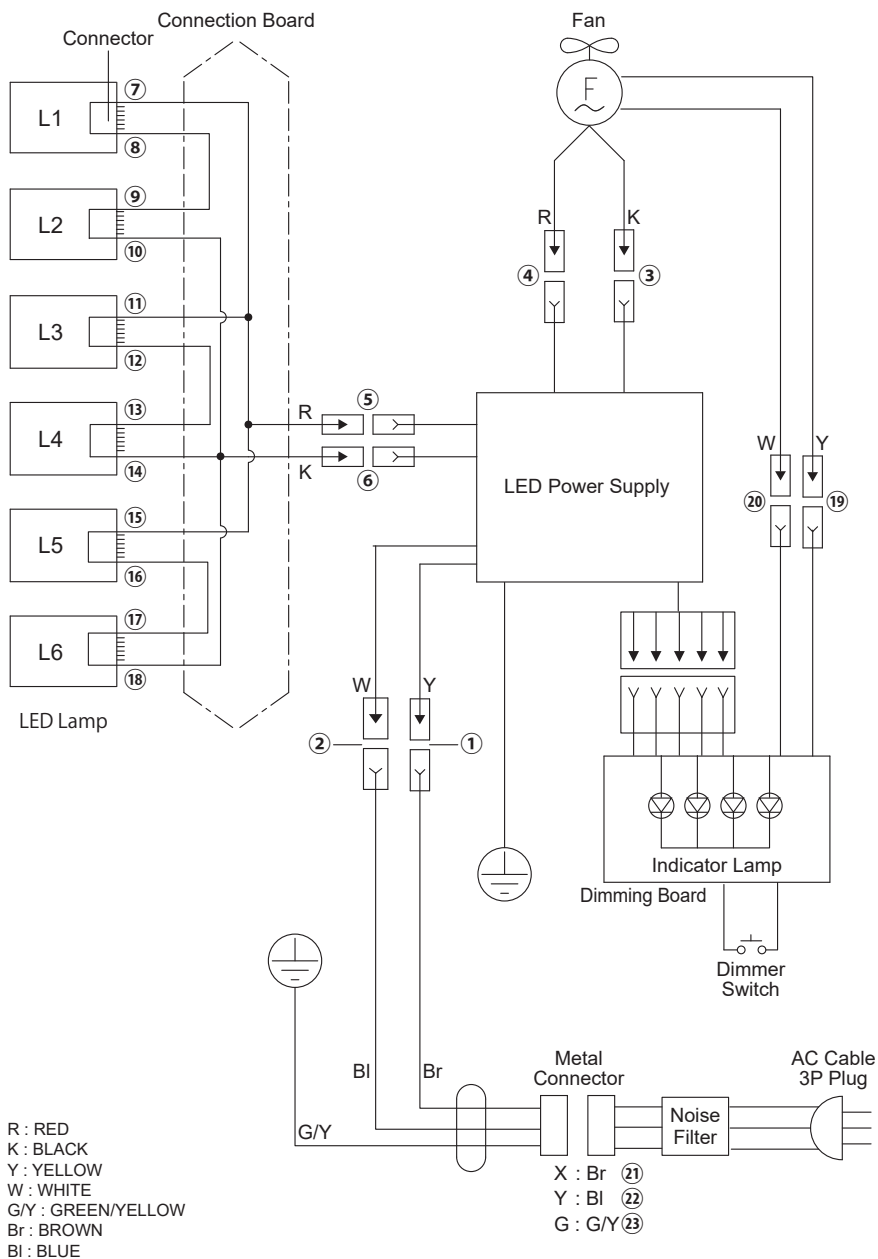 Connection Board
Connector
Fan
F
L1
⑦
⑧
L2
⑨
⑩
L3
⑪
⑫
L4
⑬
⑭
L5
⑮
⑯
L6
⑰
⑱
LED Lamp
R
K
④
③
R
⑤
K
⑥
LED Power Supply
W
Y
⑳
⑲
W
Y
②
①
Indicator Lamp
Dimming Board
Dimmer
Switch
Bl
Br
G/Y
Metal
Connector
Noise
Filter
AC Cable
3P Plug
X : Br ㉑
Y : Bl ㉒
G : G/Y ㉓
R : RED
K : BLACK
Y : YELLOW
W : WHITE
G/Y : GREEN/YELLOW
Br : BROWN
Bl : BLUE